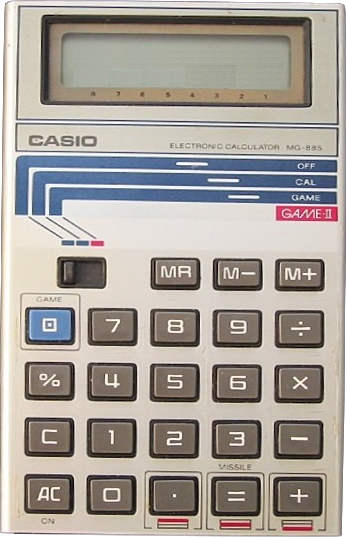 8 7 6 5 4 3 2 1
CASIO ELECTRONIC CALCULATOR MG-885
OFF
CAL
GAME
GAME-II
MR M− M+
GAME
7 8 9 ÷
% 4 5 6 ×
C 1 2 3 −
MISSILE
AC 0 . = +
ON